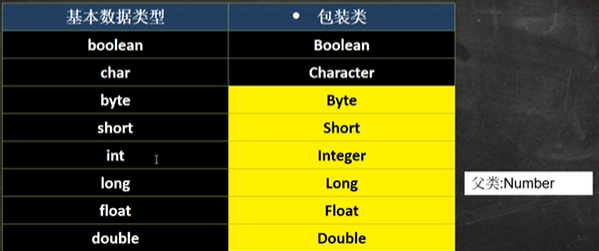 基本数据类型 • 包装类
boolean Boolean
char Character
byte Byte
short Short
int Integer
long Long
父类:Number
float Float
double Double